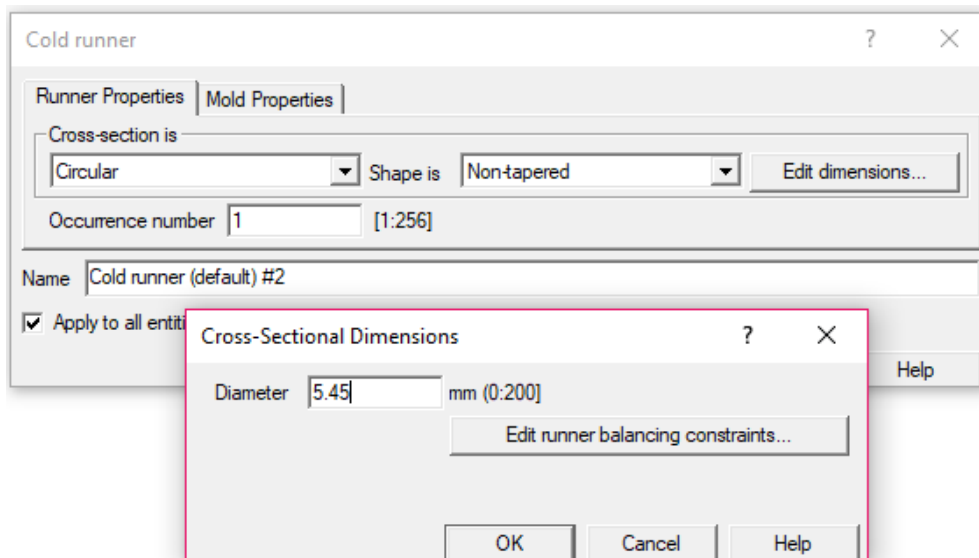 Cold runner ?
Runner Properties Mold Properties
Cross-section is
Circular Shape is Non-tapered Edit dimensions...
Occurrence number 1 [1:256]
Name Cold runner (default) #2
Apply to all entiti
Cross-Sectional Dimensions ?
Help
Diameter 5.45 mm (0:200]
Edit runner balancing constraints...
OK Cancel Help